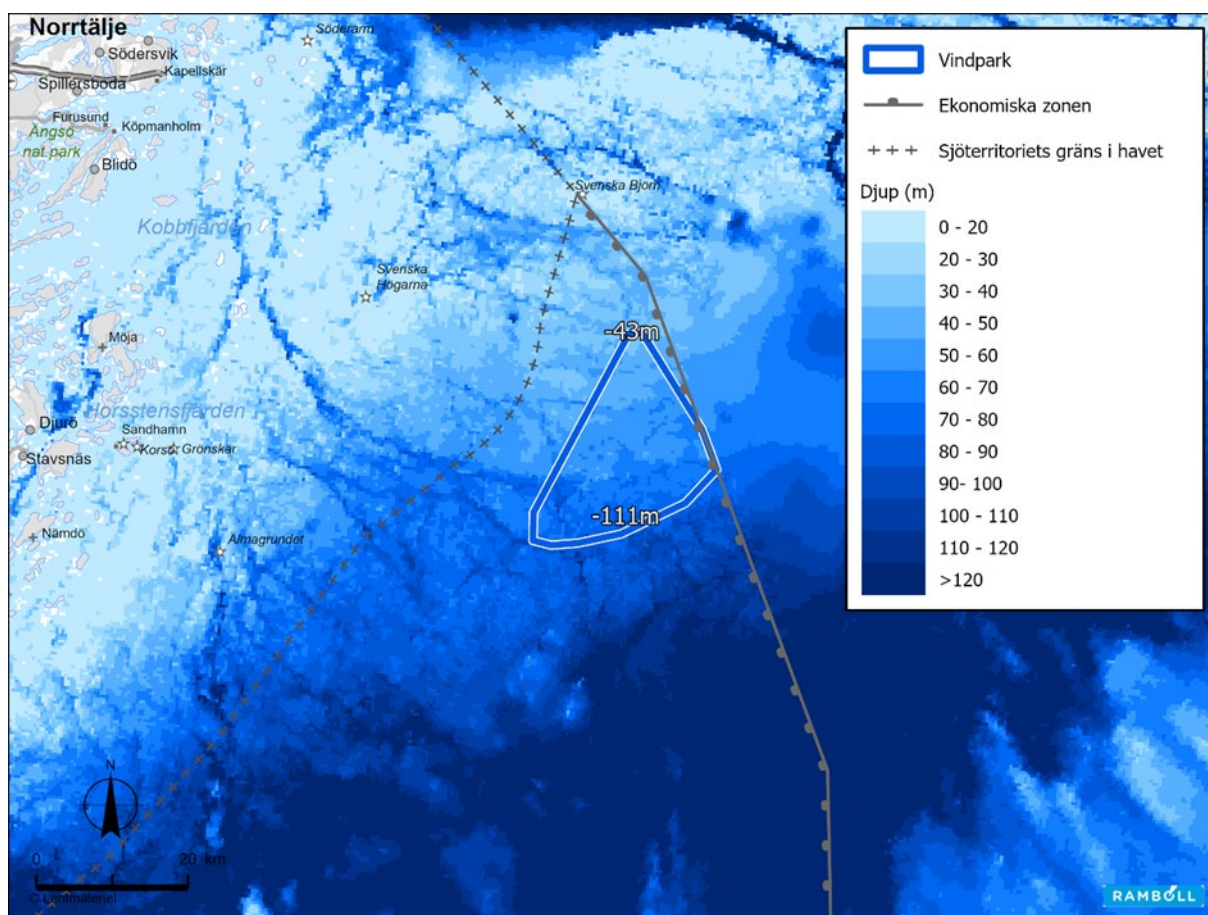 Norrtälje
Söderarm
Södersvik
Kapellskär
Spillersboda
Furusund
Köpmanholm
Ängsö
nat park
Blidö
Svenska Björn
Kobbfjärden
Svenska
Högarna
-43m
Möja
Horsstensfjärden
Djurö
Sandhamn
Korsö
Grönskär
Stavsnäs
-111m
Nämdö
Almagrundet
N
0 20 km
© Lantmäteriet
Vindpark
Ekonomiska zonen
Sjöterritoriets gräns i havet
Djup (m)
0 - 20
20 - 30
30 - 40
40 - 50
50 - 60
60 - 70
70 - 80
80 - 90
90- 100
100 - 110
110 - 120
>120
RAMBOLL